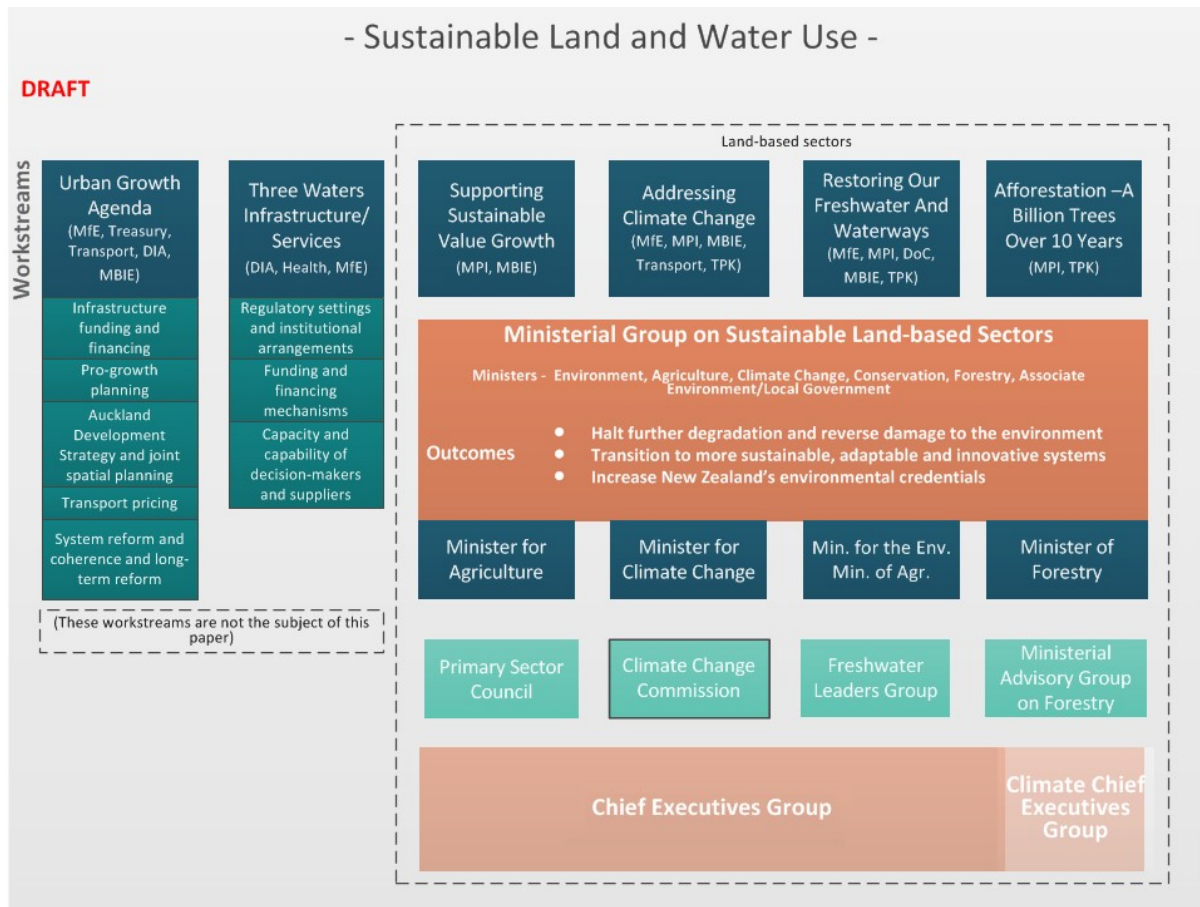 - Sustainable Land and Water Use -
DRAFT
Workstreams
Urban Growth
Agenda
(MfE, Treasury,
Transport, DIA,
MBIE)
Infrastructure
funding and
financing
Pro-growth
planning
Auckland
Development
Strategy and joint
spatial planning
Transport pricing
System reform and
coherence and long-
term reform
Three Waters
Infrastructure/
Services
(DIA, Health, MfE)
Regulatory settings
and institutional
arrangements
Funding and
financing
mechanisms
Capacity and
capability of
decision-makers
and suppliers
(These workstreams are not the subject of this
paper)
Land-based sectors
Supporting
Sustainable
Value Growth
(MPI, MBIE)
Addressing
Climate Change
(MfE, MPI, MBIE,
Transport, TPK)
Restoring Our
Freshwater And
Waterways
(MfE, MPI, DoC,
MBIE, TPK)
Afforestation –A
Billion Trees
Over 10 Years
(MPI, TPK)
Ministerial Group on Sustainable Land-based Sectors
Ministers - Environment, Agriculture, Climate Change, Conservation, Forestry, Associate
Environment/Local Government
Outcomes
● Halt further degradation and reverse damage to the environment
● Transition to more sustainable, adaptable and innovative systems
● Increase New Zealand's environmental credentials
Minister for
Agriculture
Minister for
Climate Change
Min. for the Env.
Min. of Agr.
Minister of
Forestry
Primary Sector
Council
Climate Change
Commission
Freshwater
Leaders Group
Ministerial
Advisory Group
on Forestry
Chief Executives Group
Climate Chief
Executives
Group